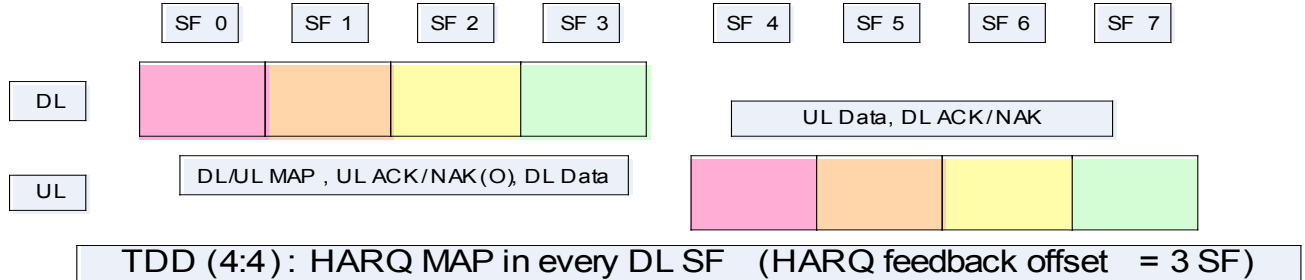 SF 0 SF 1 SF 2 SF 3 SF 4 SF 5 SF 6 SF 7
DL
UL Data, DL ACK/NAK
DL/UL MAP , UL ACK/NAK(O), DL Data
UL
TDD (4:4) : HARQ MAP in every DL SF (HARQ feedback offset = 3 SF)